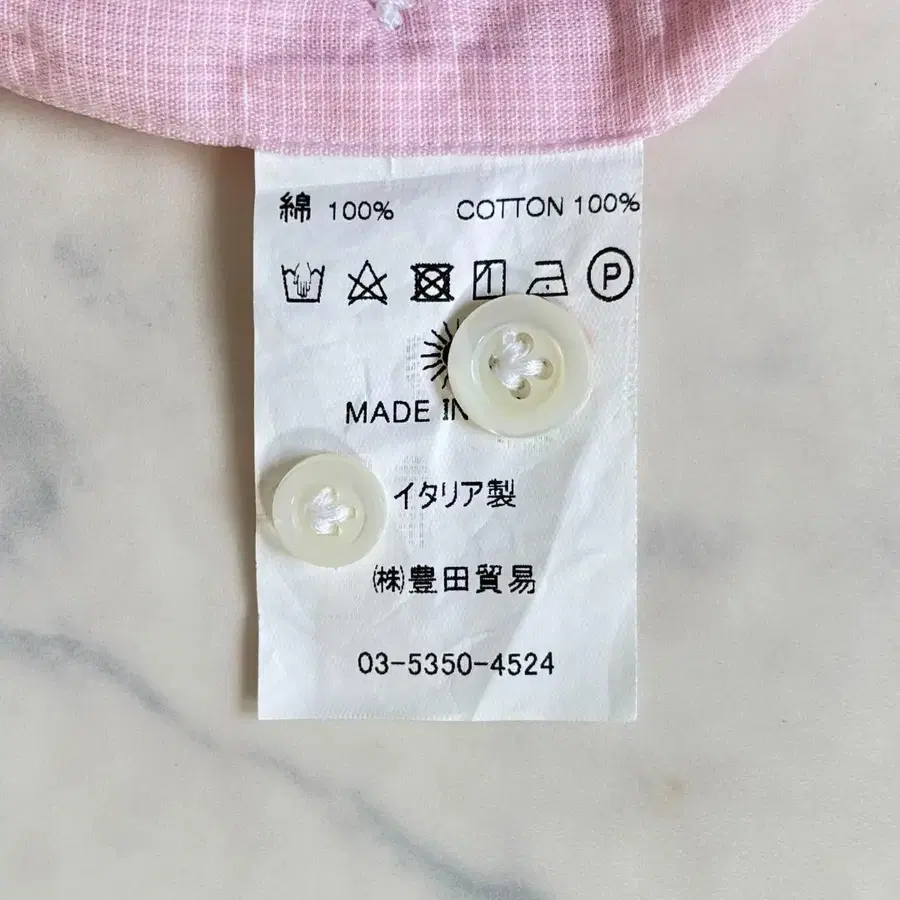 綿 100% COTTON 100%
P
MADE IN
イタリア製
㈱豊田貿易
03-5350-4524